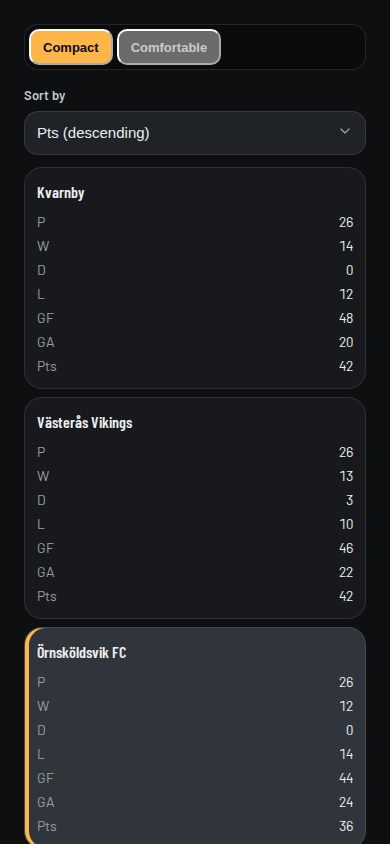 Compact Comfortable
Sort by
Pts (descending)
Kvarnby
P 26
W 14
D 0
L 12
GF 48
GA 20
Pts 42
Västerås Vikings
P 26
W 13
D 3
L 10
GF 46
GA 22
Pts 42
Örnsköldsvik FC
P 26
W 12
D 0
L 14
GF 44
GA 24
Pts 36